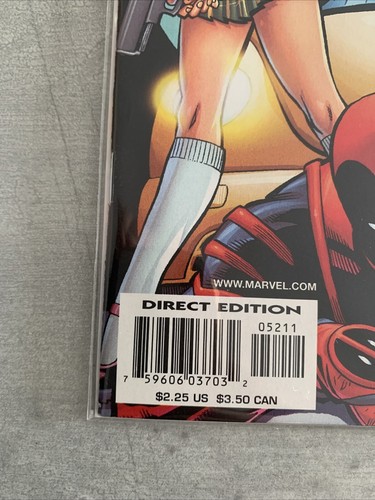 WWW.MARVEL.COM
DIRECT EDITION
05211
7 59606 03703 2
$2.25 US $3.50 CAN